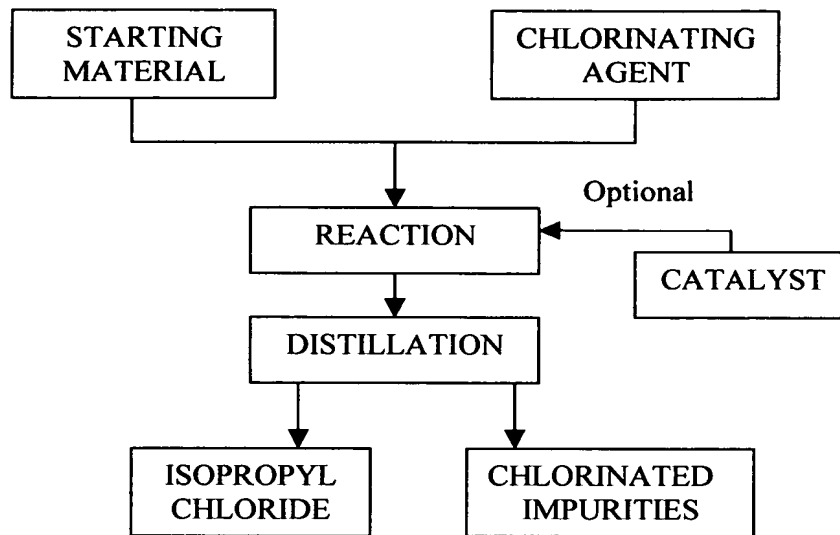 STARTING
MATERIAL
CHLORINATING
AGENT
Optional
REACTION
CATALYST
DISTILLATION
ISOPROPYL
CHLORIDE
CHLORINATED
IMPURITIES